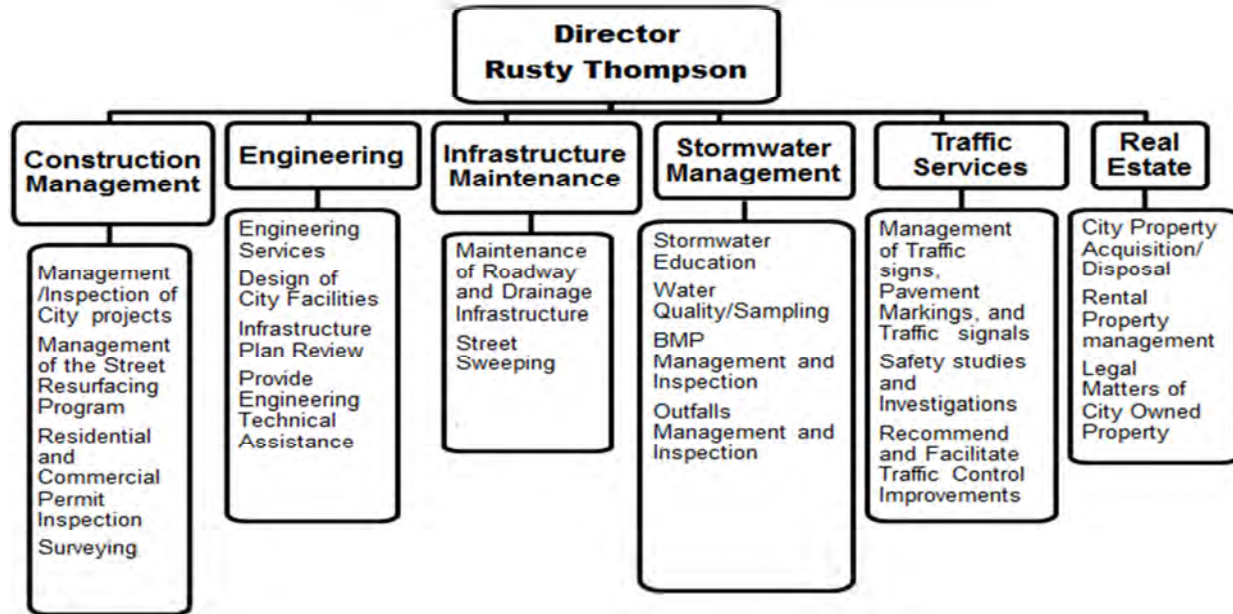 Director
Rusty Thompson
Construction
Management
Management
/Inspection of
City projects
Management
of the Street
Resurfacing
Program
Residential
and
Commercial
Permit
Inspection
Surveying
Engineering
Engineering
Services
Design of
City Facilities
Infrastructure
Plan Review
Provide
Engineering
Technical
Assistance
Infrastructure
Maintenance
Maintenance
of Roadway
and Drainage
Infrastructure
Street
Sweeping
Stormwater
Management
Stormwater
Education
Water
Quality/Sampling
BMP
Management and
Inspection
Outfalls
Management and
Inspection
Traffic
Services
Management
of Traffic
signs,
Pavement
Markings, and
Traffic signals
Safety studies
and
Investigations
Recommend
and Facilitate
Traffic Control
Improvements
Real
Estate
City Property
Acquisition/
Disposal
Rental
Property
management
Legal
Matters of
City Owned
Property